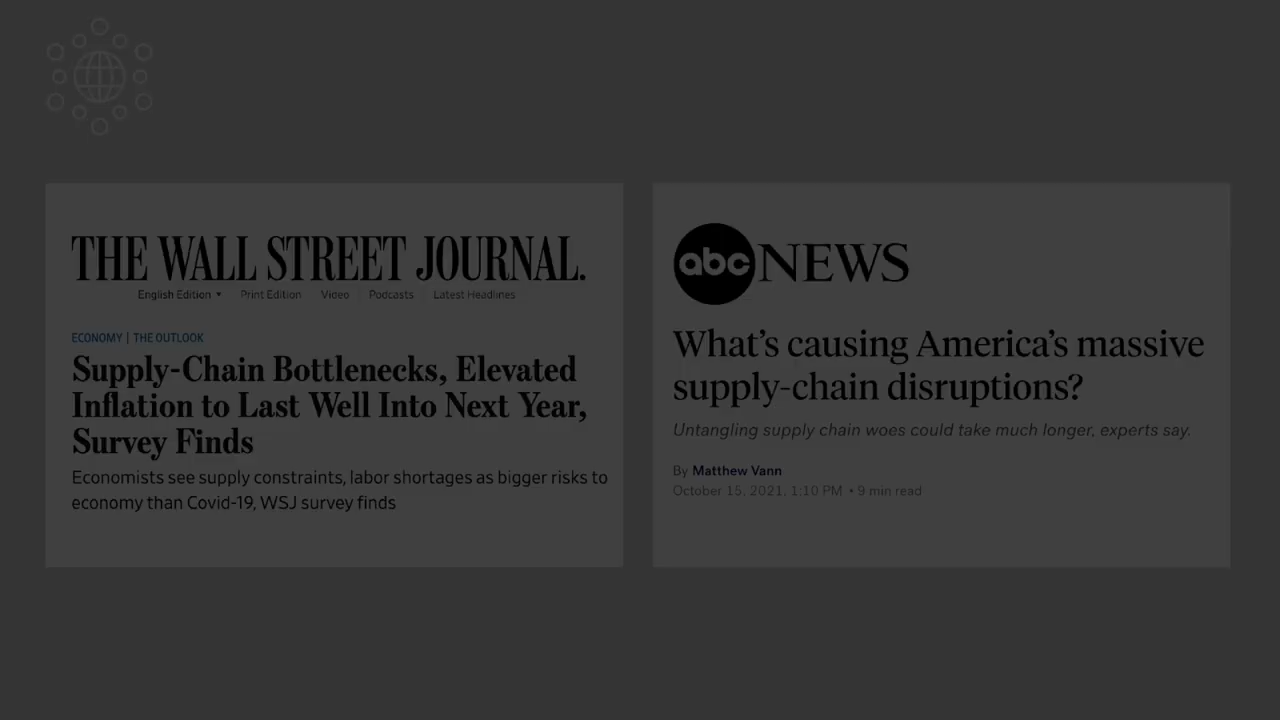 THE WALL STREET JOURNAL.
English Edition ▾ Print Edition Video Podcasts Latest Headlines
ECONOMY | THE OUTLOOK
Supply-Chain Bottlenecks, Elevated
Inflation to Last Well Into Next Year,
Survey Finds
Economists see supply constraints, labor shortages as bigger risks to
economy than Covid-19, WSJ survey finds
abc NEWS
What's causing America's massive
supply-chain disruptions?
Untangling supply chain woes could take much longer, experts say.
By Matthew Vann
October 15, 2021, 1:10 PM • 9 min read